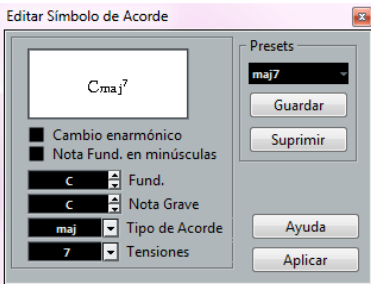 Editar Símbolo de Acorde
Cmaj7
Cambio enarmónico
Nota Fund. en minúsculas
C Fund.
C Nota Grave
maj Tipo de Acorde
7 Tensiones
Presets
maj7
Guardar
Suprimir
Ayuda
Aplicar